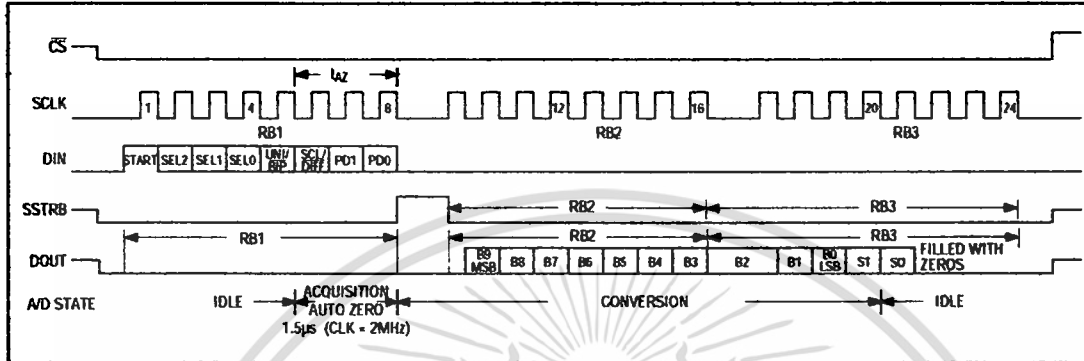 CS
tAZ
SCLK 1 4 8 12 16 20 24
RB1 RB2 RB3
DIN START SEL2 SEL1 SEL0 UNI/BIP SCL/DIFF PD1 PD0
SSTRB RB2 RB3
RB1 RB2 RB3
DOUT B9 MSB B8 B7 B6 B5 B4 B3 B2 B1 B0 LSB S1 S0 FILLED WITH ZEROS
A/D STATE IDLE ACQUISITION AUTO ZERO CONVERSION IDLE
1.5µs (CLK = 2MHz)